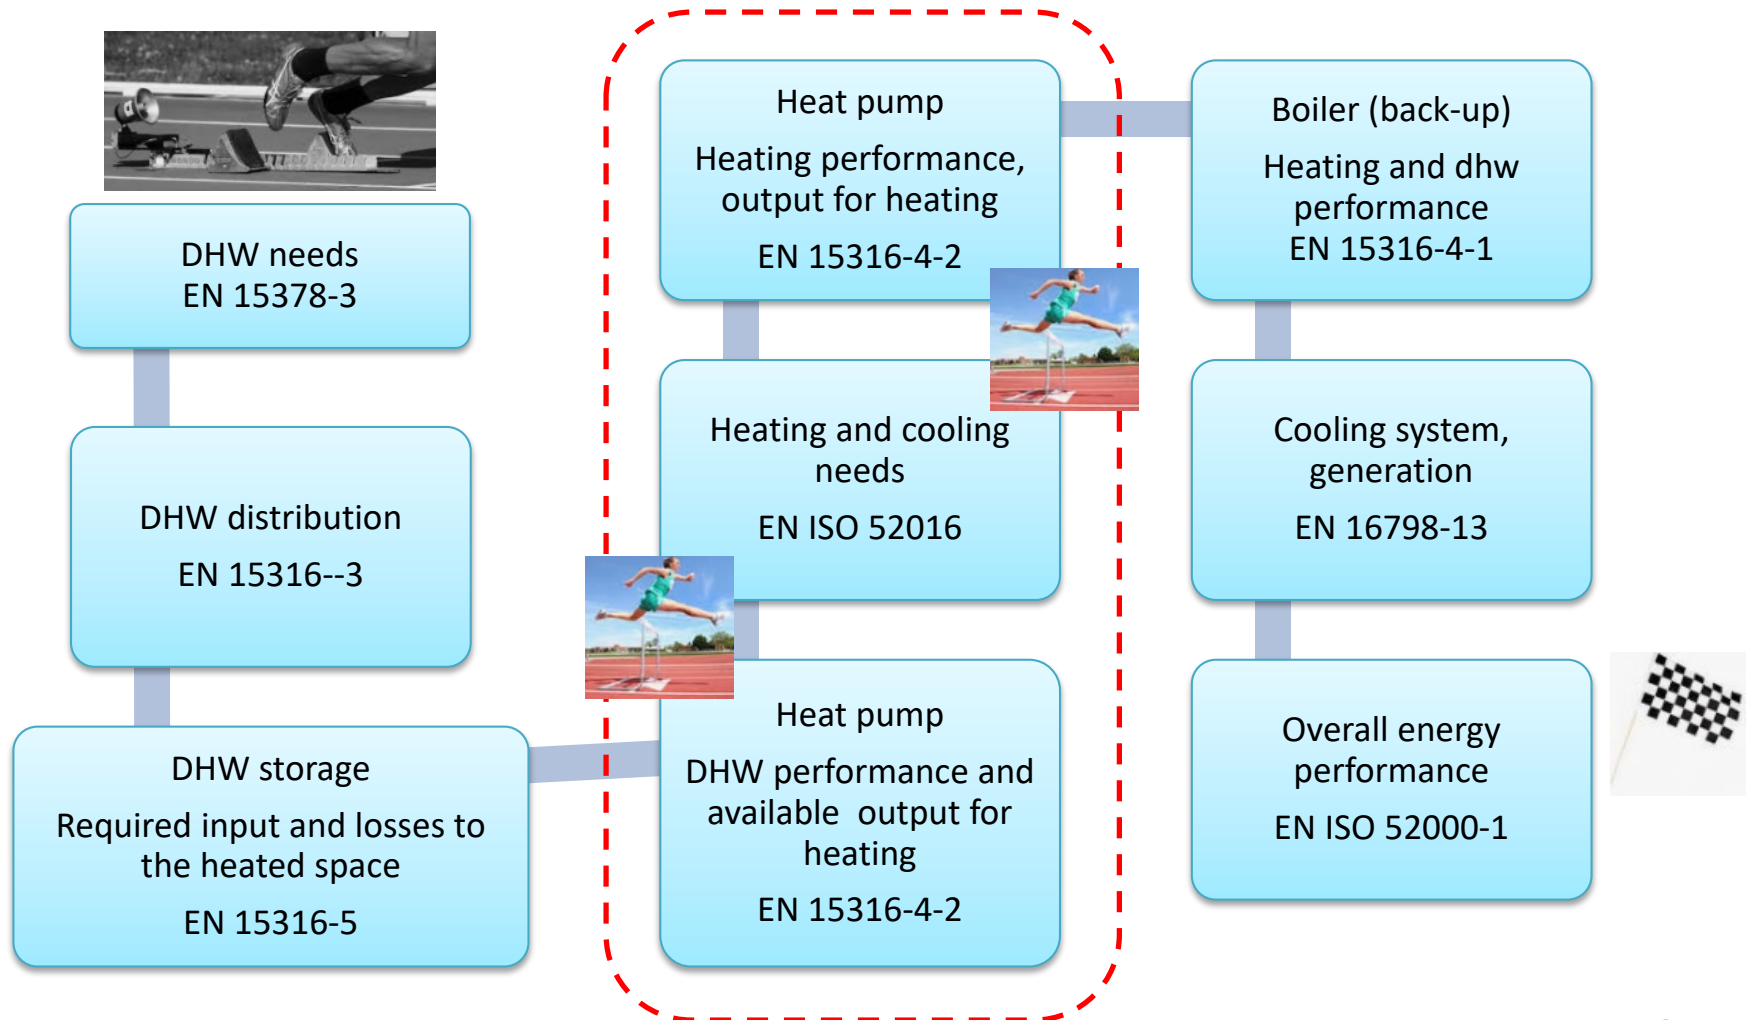 DHW needs
EN 15378-3
DHW distribution
EN 15316--3
DHW storage
Required input and losses to
the heated space
EN 15316-5
Heat pump
DHW performance and
available output for
heating
EN 15316-4-2
Heating and cooling
needs
EN ISO 52016
Heat pump
Heating performance,
output for heating
EN 15316-4-2
Boiler (back-up)
Heating and dhw
performance
EN 15316-4-1
Cooling system,
generation
EN 16798-13
Overall energy
performance
EN ISO 52000-1